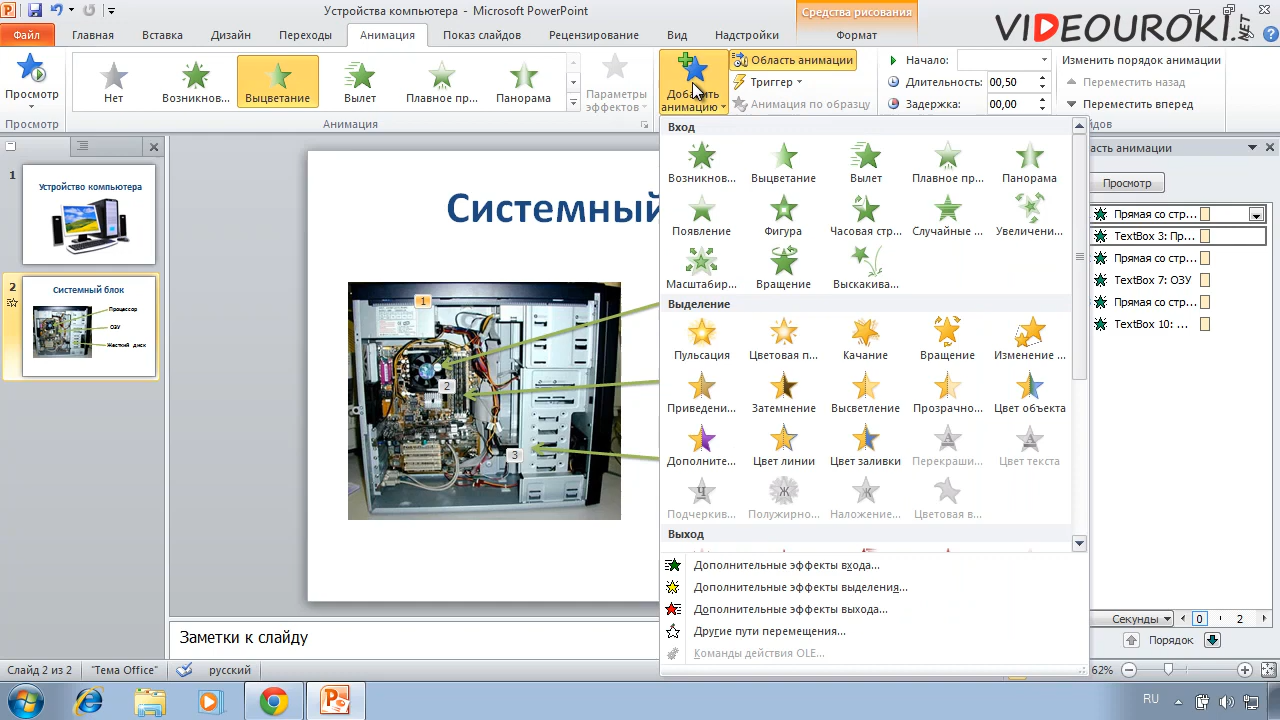 Устройства компьютера - Microsoft PowerPoint
Средства рисования
VIDEOUROKI.NET
Файл
Главная
Вставка
Дизайн
Переходы
Анимация
Показ слайдов
Рецензирование
Вид
Надстройки
Формат
Просмотр
Просмотр
Нет
Возникнов...
Выцветание
Вылет
Плавное пр...
Панорама
Анимация
Параметры
эффектов
Добавить
анимацию
Область анимации
Триггер
Анимация по образцу
Начало:
Длительность: 00,50
Задержка: 00,00
Изменить порядок анимации
Переместить назад
Переместить вперед
йдов
1
Устройство компьютера
2
Системный блок
Процессор
ОЗУ
Жесткий диск
Системный
1
2
3
Вход
Возникнов...
Выцветание
Вылет
Плавное пр...
Панорама
Появление
Фигура
Часовая стр...
Случайные ...
Увеличени...
Масштабир...
Вращение
Выскакива...
Выделение
Пульсация
Цветовая п...
Качание
Вращение
Изменение ...
Приведени...
Затемнение
Высветление
Прозрачно...
Цвет объекта
Дополните...
Цвет линии
Цвет заливки
Перекраши...
Цвет текста
Подчеркив...
Полужирно...
Наложение...
Цветовая в...
Выход
Дополнительные эффекты входа...
Дополнительные эффекты выделения...
Дополнительные эффекты выхода...
Другие пути перемещения...
Команды действия OLE...
асть анимации
Просмотр
Прямая со стр...
TextBox 3: Пр...
Прямая со стр...
TextBox 7: ОЗУ
Прямая со стр...
TextBox 10: ...
Секунды
0
2
Порядок
Заметки к слайду
Слайд 2 из 2
"Тема Office"
русский
62%
RU